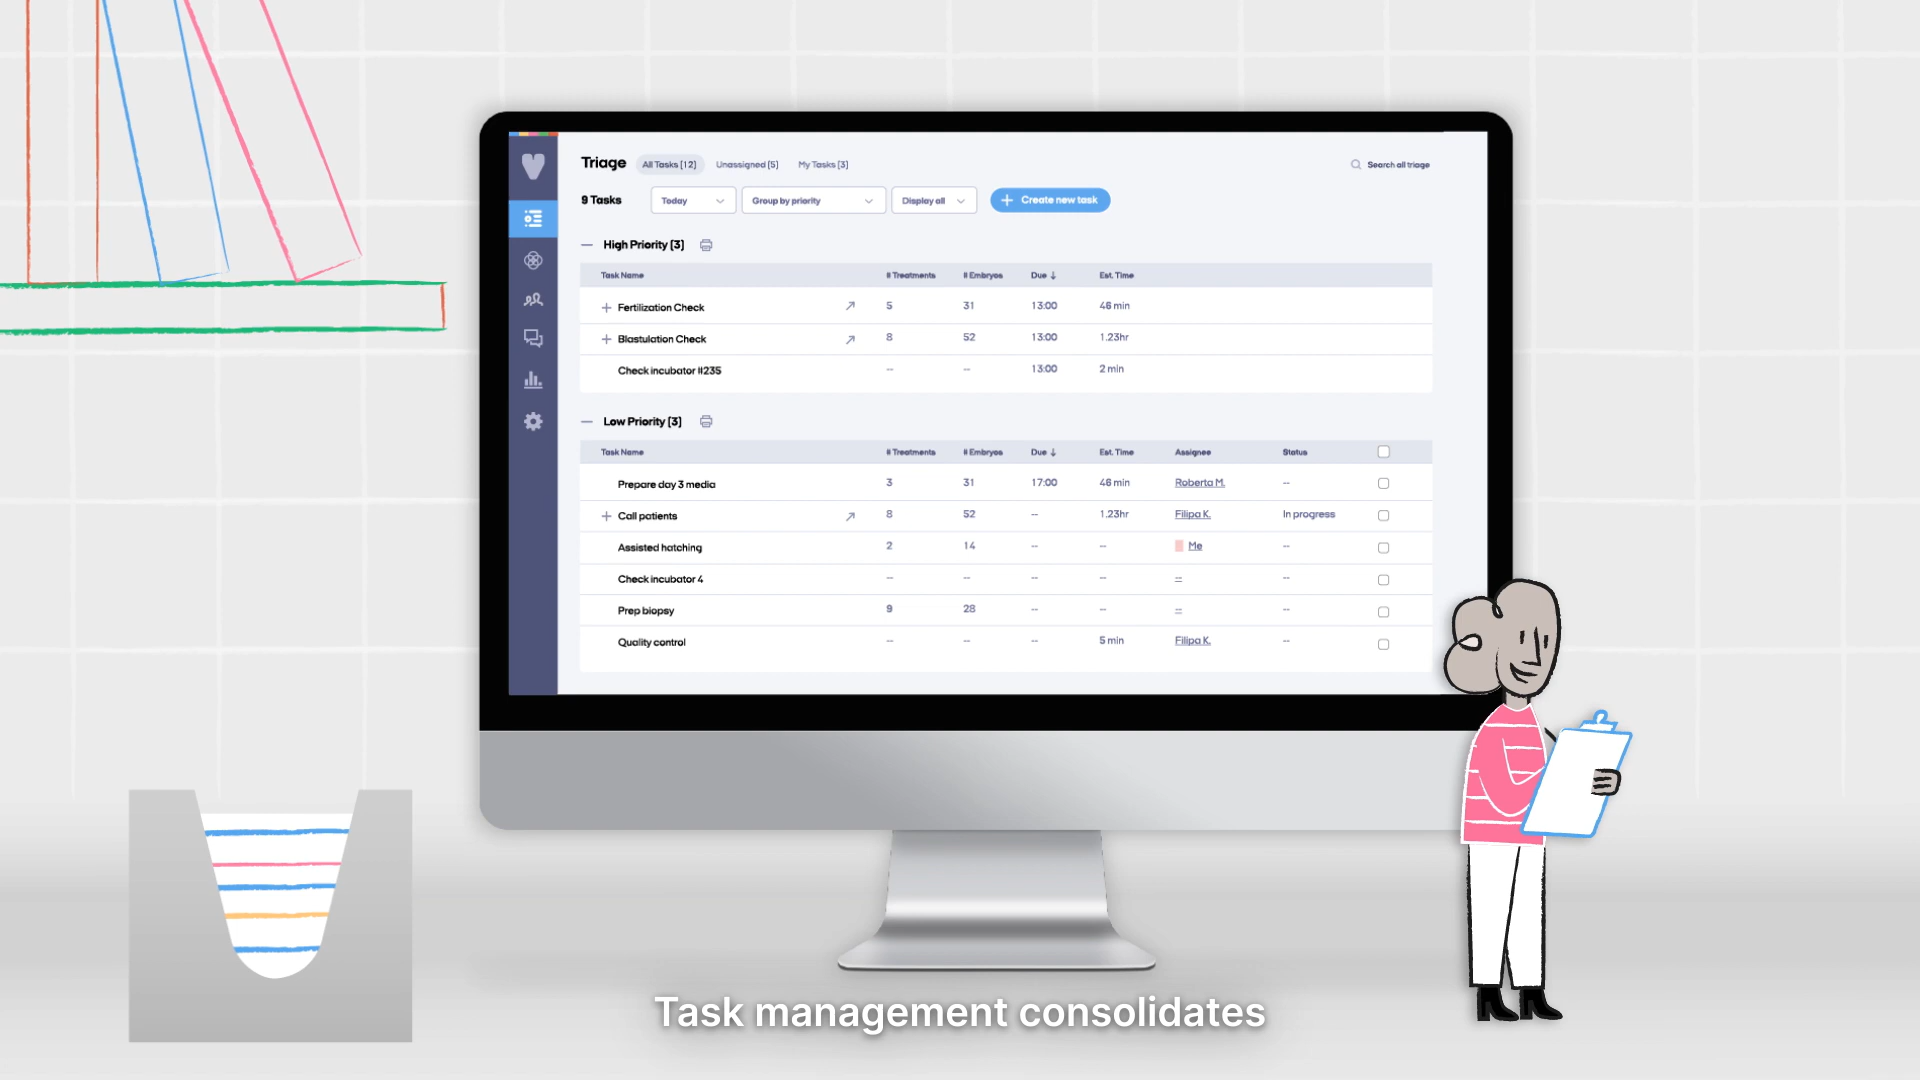 Triage All Tasks [12] Unassigned [5] My Tasks [3] Search all triage
9 Tasks Today Group by priority Display all Create new task
High Priority [3]
Task Name # Treatments # Embryos Due ↓ Est. Time
Fertilization Check 5 31 13:00 46 min
Blastulation Check 8 52 13:00 1.23hr
Check incubator #235 -- -- 13:00 2 min
Low Priority [3]
Task Name # Treatments # Embryos Due ↓ Est. Time Assignee Status
Prepare day 3 media 3 31 17:00 46 min Roberta M. --
Call patients 8 52 -- 1.23hr Filipa K. In progress
Assisted hatching 2 14 -- -- Me --
Check incubator 4 -- -- -- -- -- --
Prep biopsy 9 28 -- -- -- --
Quality control -- -- -- 5 min Filipa K. --
Task management consolidates